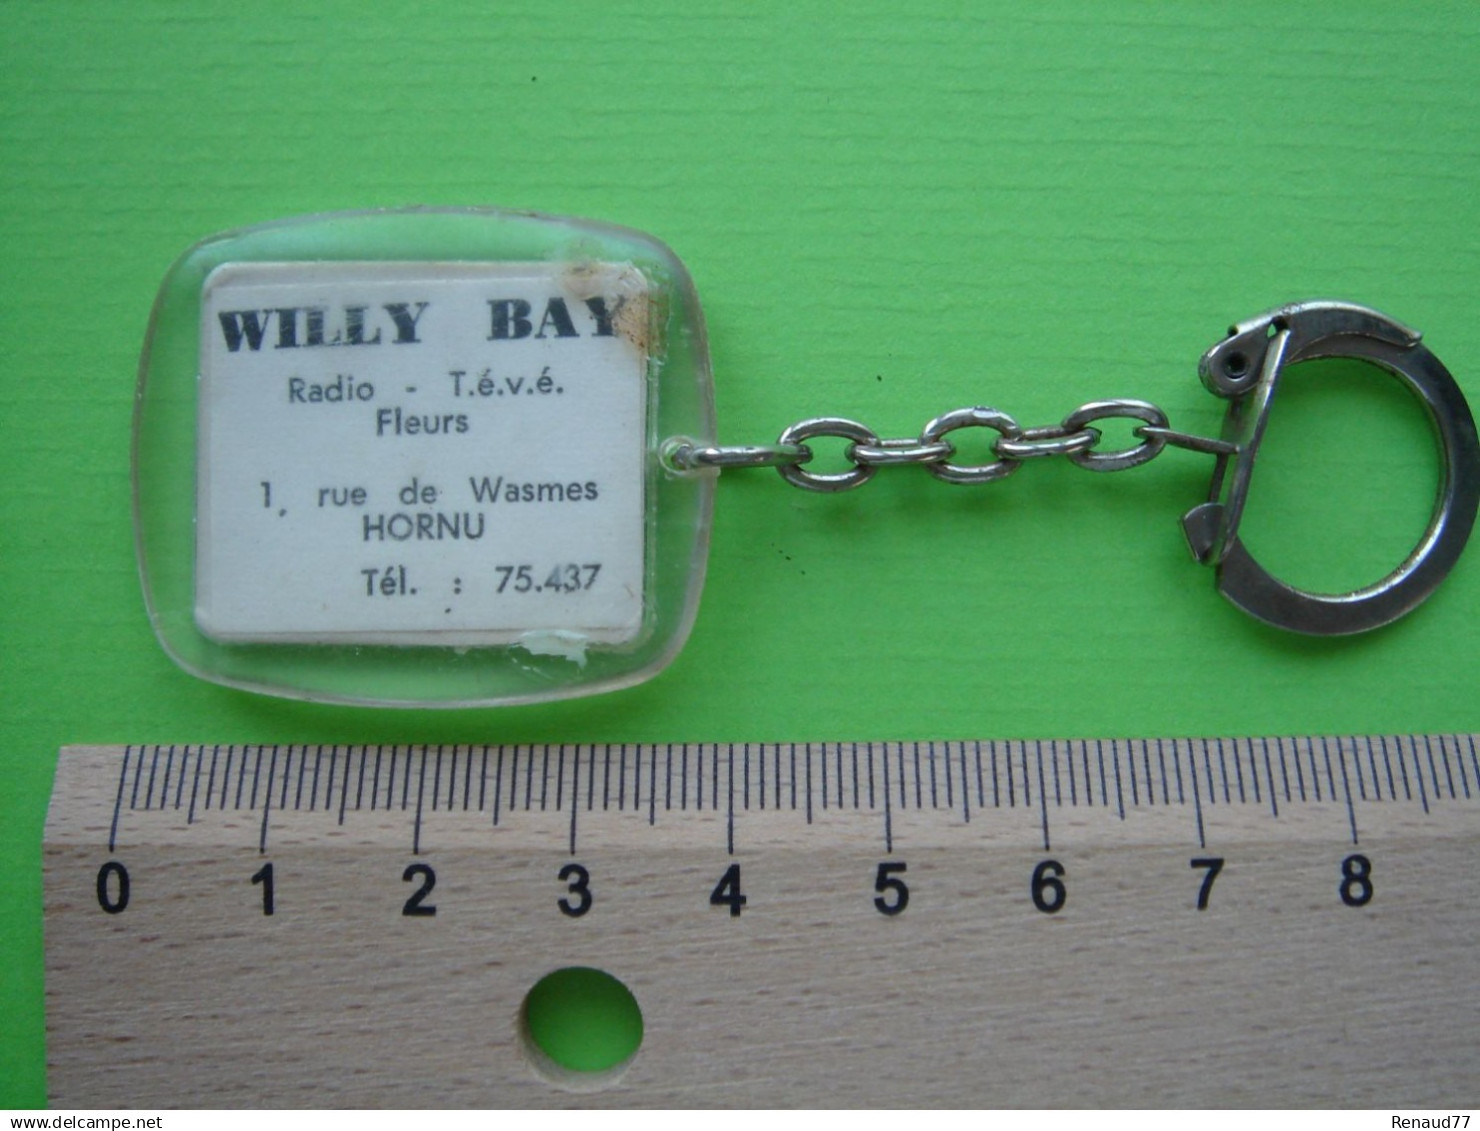 WILLY BAY
Radio - T.é.v.é.
Fleurs
1, rue de Wasmes
HORNU
Tél. : 75.437
0 1 2 3 4 5 6 7 8
delcampe.net
Renaud77